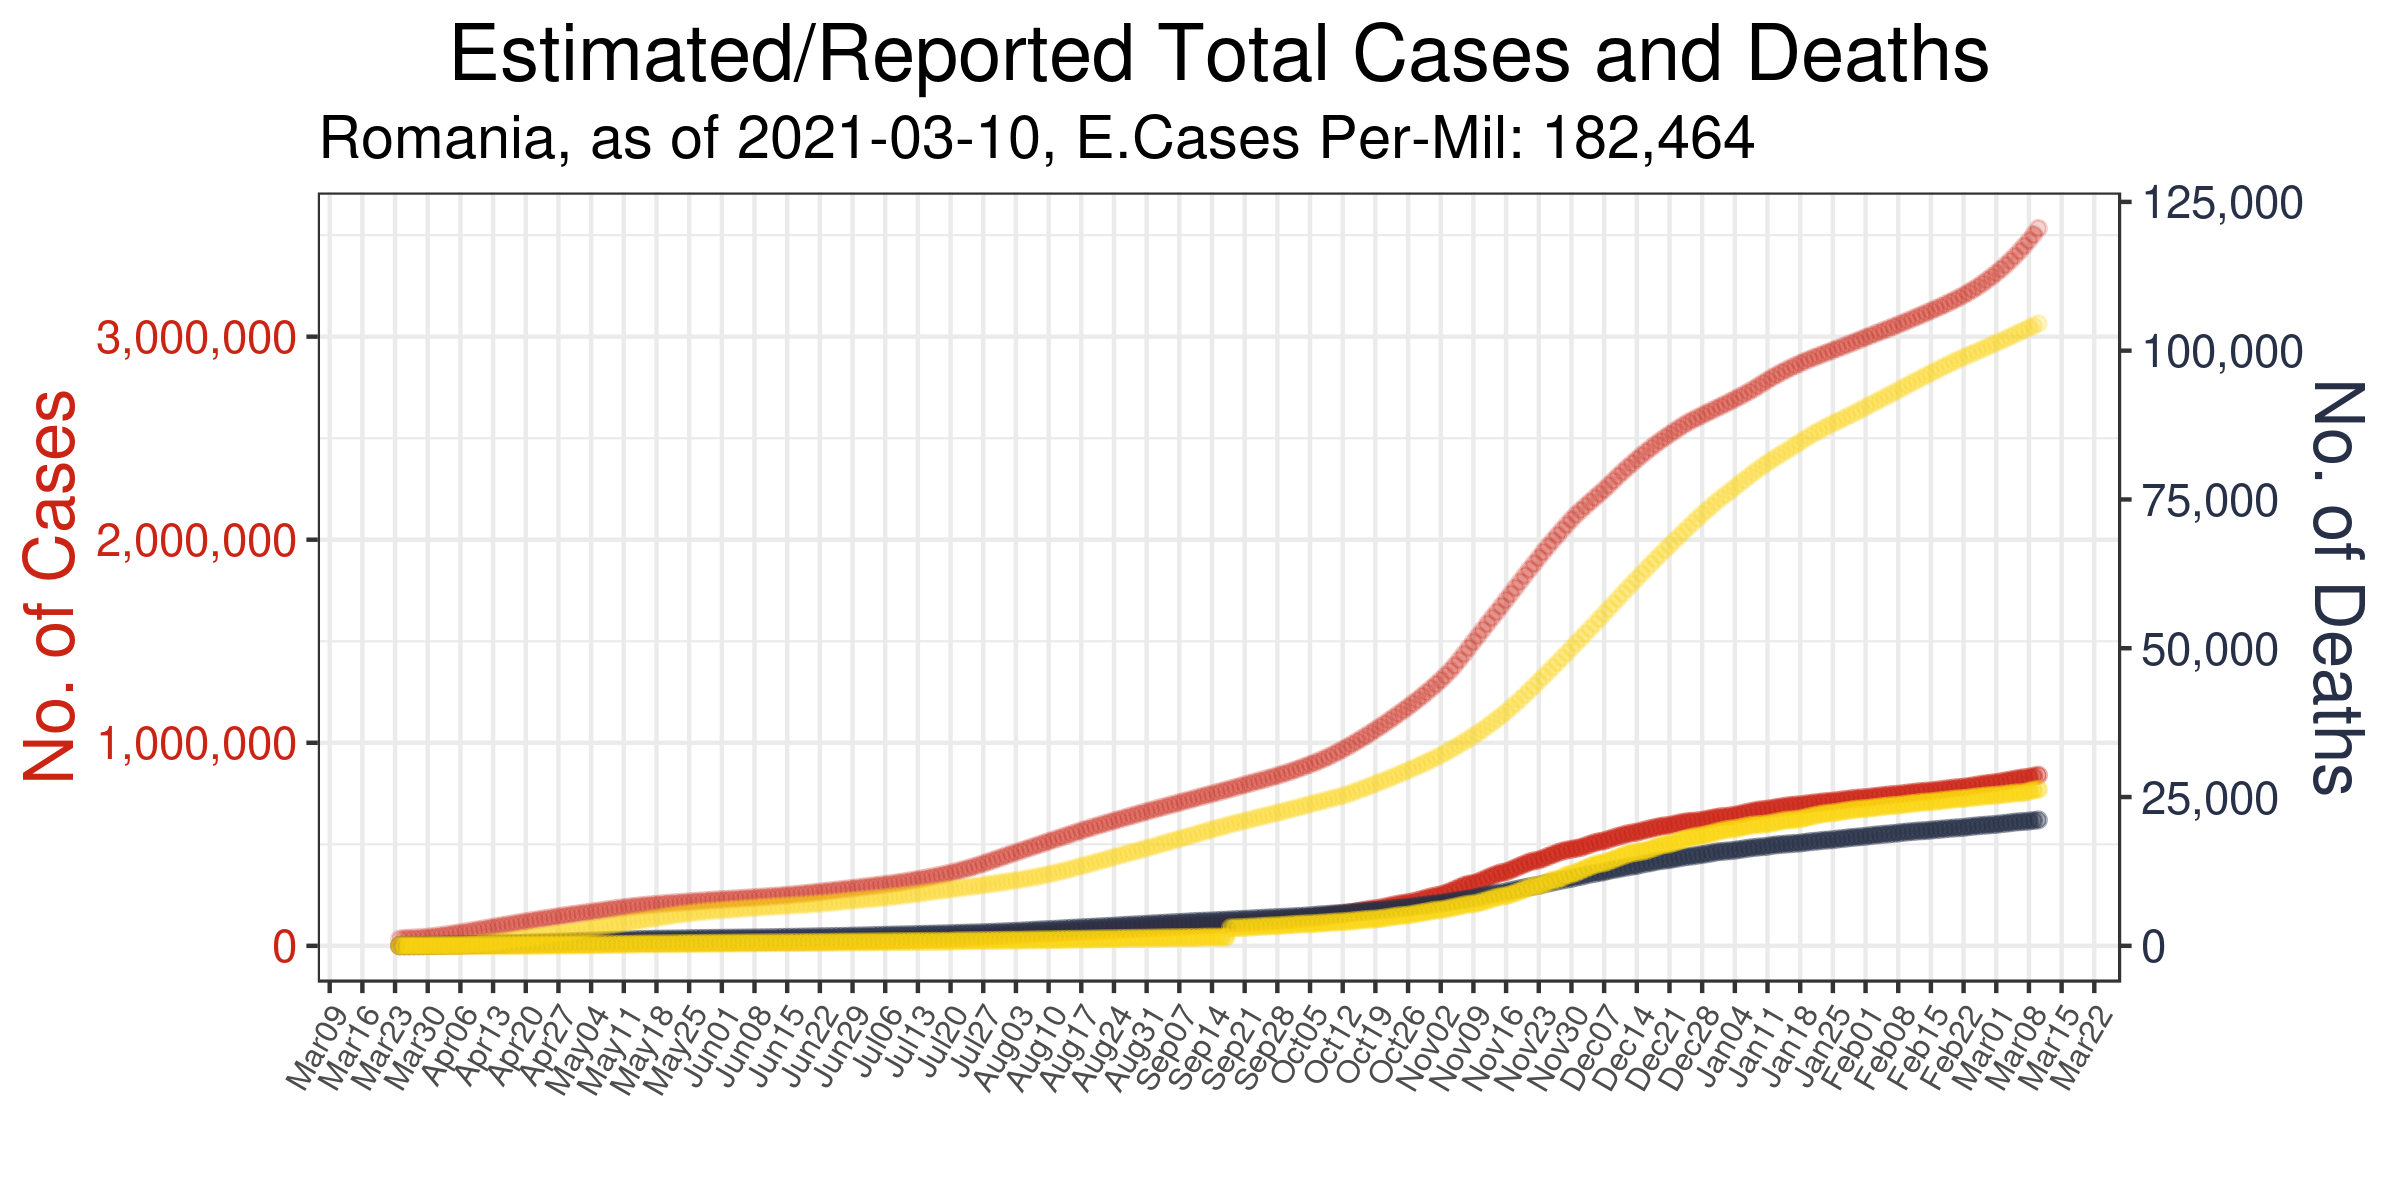 Estimated/Reported Total Cases and Deaths
Romania, as of 2021-03-10, E.Cases Per-Mil: 182,464
No. of Cases
3,000,000
2,000,000
1,000,000
0
125,000
100,000
75,000
50,000
25,000
0
No. of Deaths
Mar09 Mar16 Mar23 Mar30 Apr06 Apr13 Apr20 Apr27 May04 May11 May18 May25 Jun01 Jun08 Jun15 Jun22 Jun29 Jul06 Jul13 Jul20 Jul27 Aug03 Aug10 Aug17 Aug24 Aug31 Sep07 Sep14 Sep21 Sep28 Oct05 Oct12 Oct19 Oct26 Nov02 Nov09 Nov16 Nov23 Nov30 Dec07 Dec14 Dec21 Dec28 Jan04 Jan11 Jan18 Jan25 Feb01 Feb08 Feb15 Feb22 Mar01 Mar08 Mar15 Mar22